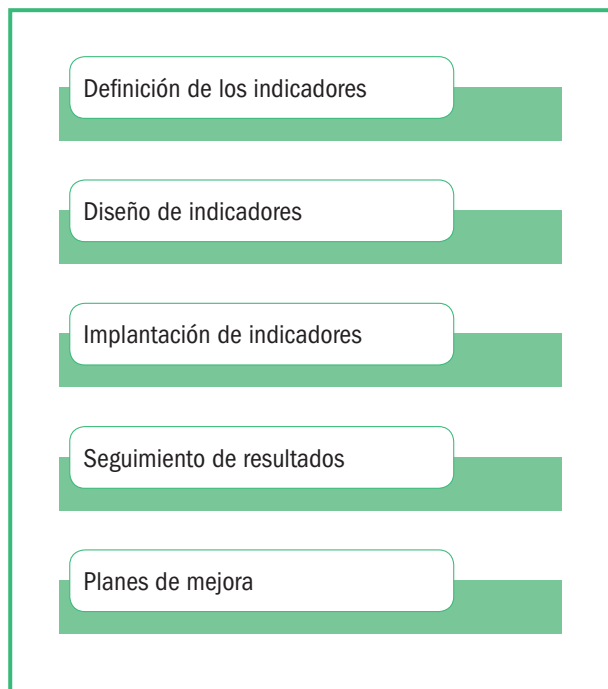 Definición de los indicadores
Diseño de indicadores
Implantación de indicadores
Seguimiento de resultados
Planes de mejora